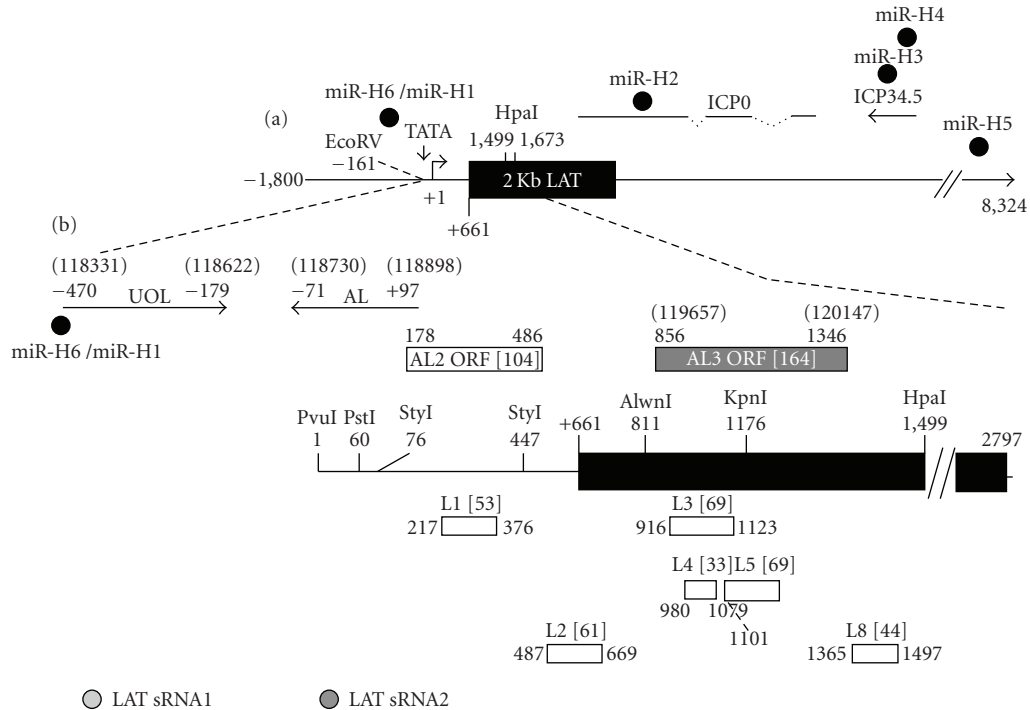 miR-H4
miR-H3
miR-H2
miR-H6 /miR-H1
ICP0
ICP34.5
miR-H5
(a)
HpaI
TATA
EcoRV
−161
1,499
1,673
−1,800
2 Kb LAT
+1
+661
8,324
(b)
(118331) (118622) (118730) (118898)
−470 UOL −179 −71 AL +97
miR-H6 /miR-H1
(119657) (120147)
178 486 856 1346
AL2 ORF [104] AL3 ORF [164]
PvuI PstI StyI StyI +661 AlwnI KpnI HpaI
1 60 76 447 811 1176 1,499 2797
L1 [53] L3 [69]
217 376 916 1123
L4 [33] L5 [69]
980 1079
1101
L2 [61] L8 [44]
487 669 1365 1497
LAT sRNA1 LAT sRNA2